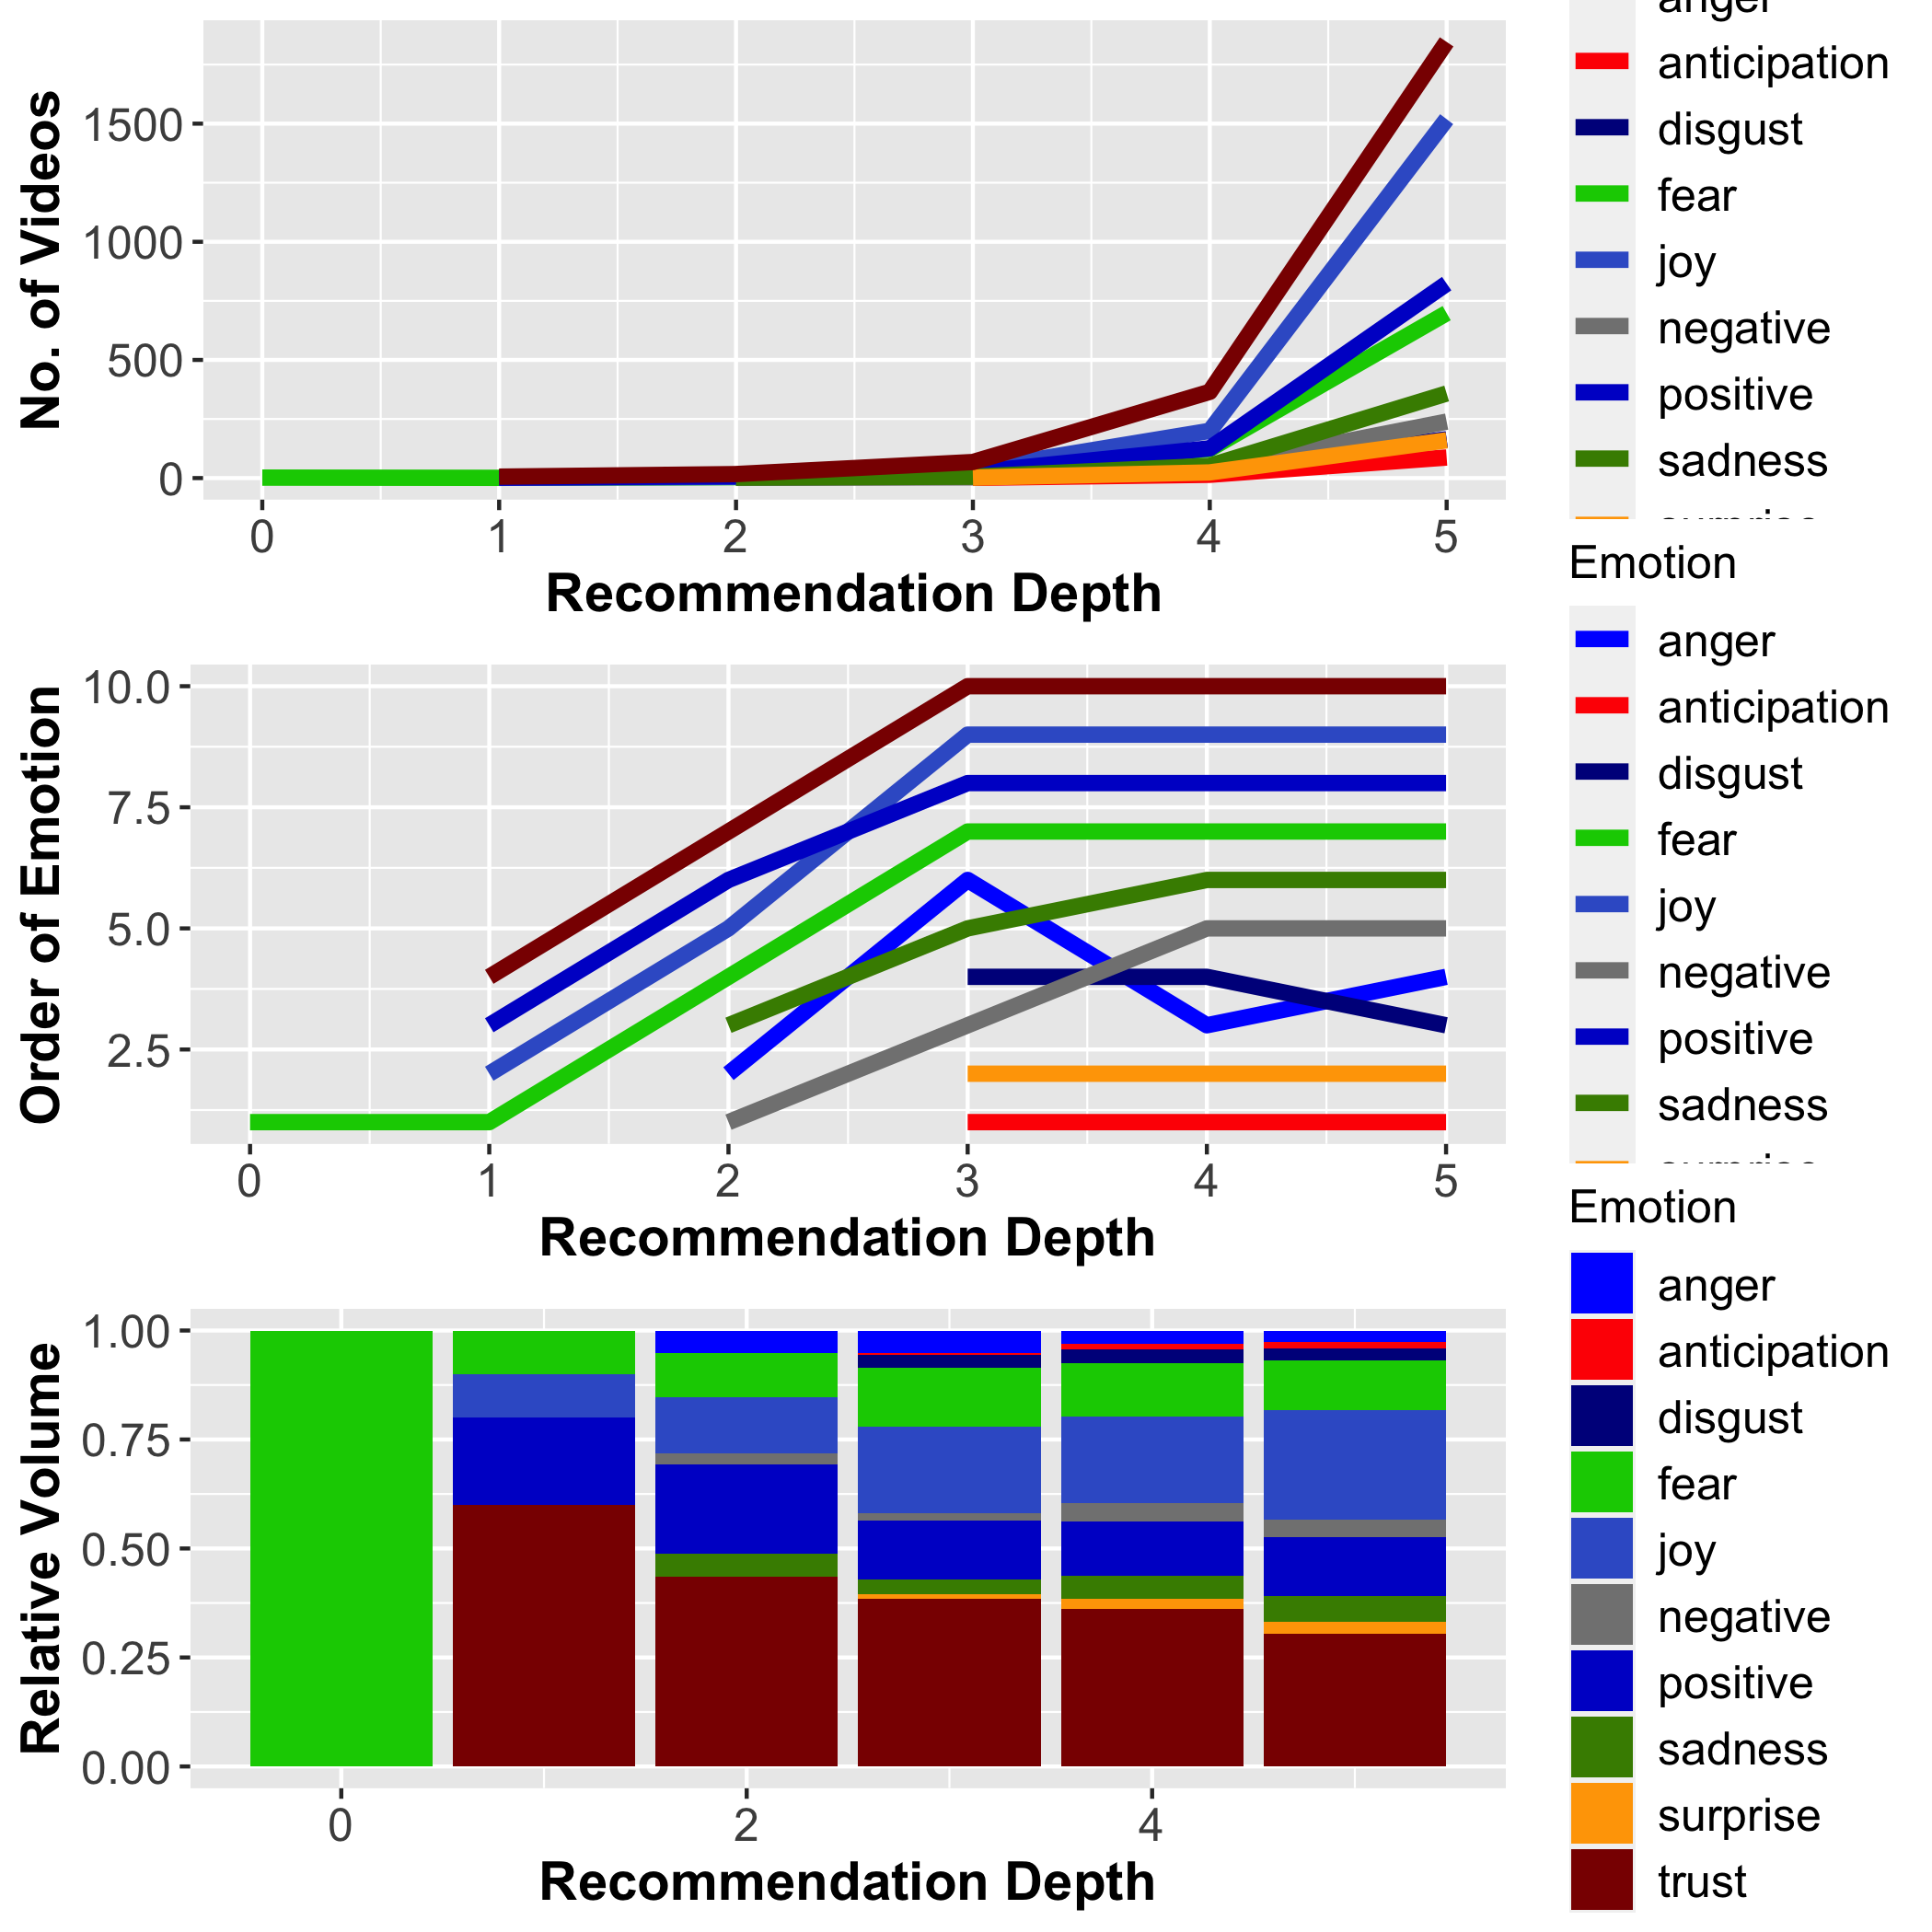 No. of Videos
1500
1000
500
0
0 1 2 3 4 5
Recommendation Depth
anger
anticipation
disgust
fear
joy
negative
positive
sadness
Order of Emotion
10.0
7.5
5.0
2.5
0 1 2 3 4 5
Recommendation Depth
Emotion
anger
anticipation
disgust
fear
joy
negative
positive
sadness
Relative Volume
1.00
0.75
0.50
0.25
0.00
0 2 4
Recommendation Depth
Emotion
anger
anticipation
disgust
fear
joy
negative
positive
sadness
surprise
trust